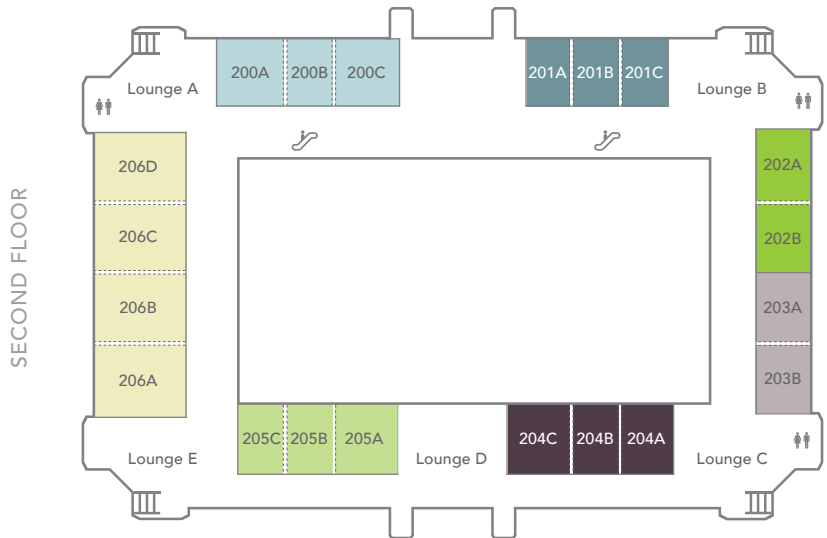 200A
200B
200C
201A
201B
201C
Lounge A
Lounge B
206D
202A
206C
202B
206B
203A
206A
203B
205C
205B
205A
Lounge D
204C
204B
204A
Lounge E
Lounge C
SECOND FLOOR